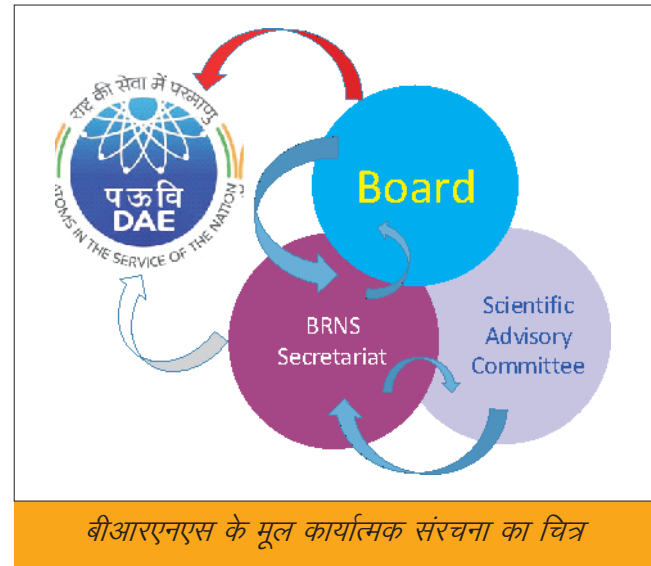 राष्ट्र की सेवा में परमाणु
पऊवि
DAE
ATOMS IN THE SERVICE OF THE NATION
Board
BRNS
Secretariat
Scientific
Advisory
Committee
बीआरएनएस के मूल कार्यात्मक संरचना का चित्र